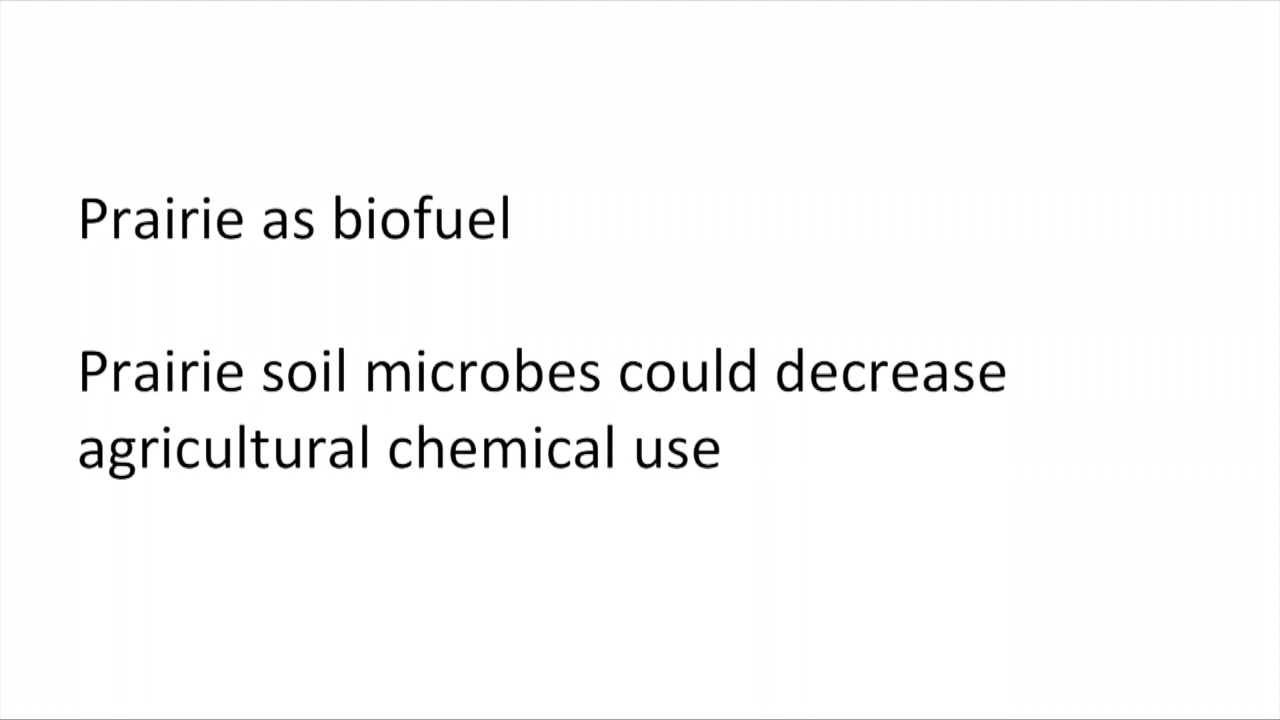 Prairie as biofuel
Prairie soil microbes could decrease
agricultural chemical use